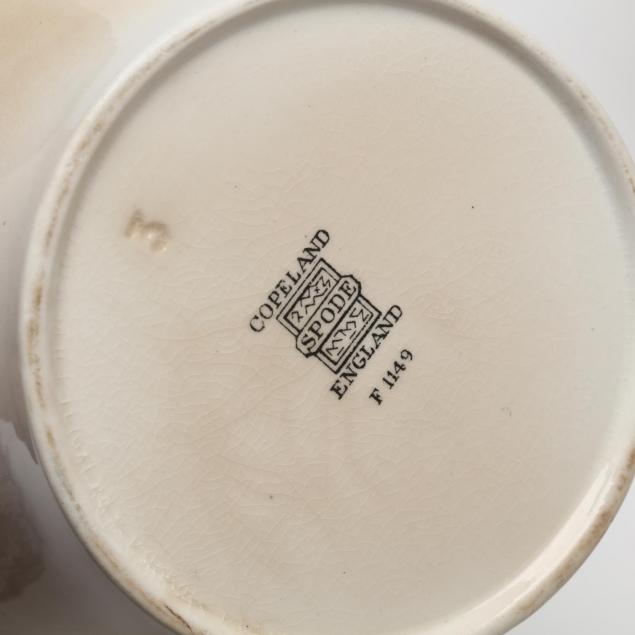 COPELAND
SPODE
ENGLAND
F 1149